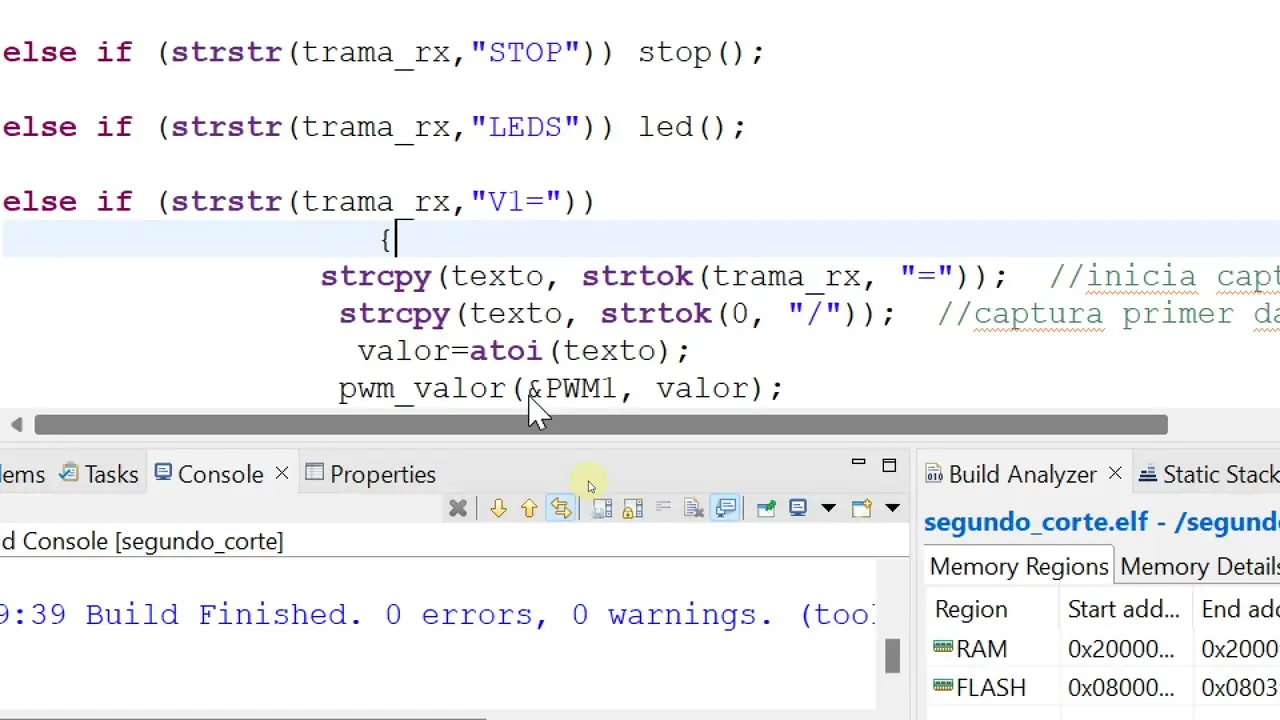 else if (strstr(trama_rx,"STOP")) stop();
else if (strstr(trama_rx,"LEDS")) led();
else if (strstr(trama_rx,"V1="))
{
strcpy(texto, strtok(trama_rx, "=")); //inicia capt
strcpy(texto, strtok(0, "/")); //captura primer da
valor=atoi(texto);
pwm_valor(&PWM1, valor);
lems Tasks Console Properties
d Console [segundo_corte]
9:39 Build Finished. 0 errors, 0 warnings. (tool
Build Analyzer Static Stack
segundo_corte.elf - /segundo
Memory Regions Memory Details
Region Start add... End add
RAM 0x20000... 0x2000
FLASH 0x08000... 0x0803